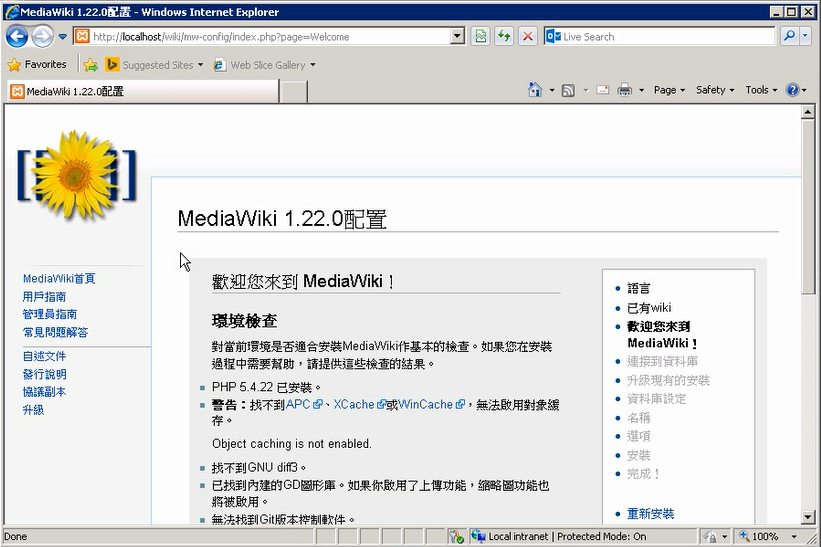 MediaWiki 1.22.0配置 - Windows Internet Explorer
http://localhost/wiki/mw-config/index.php?page=Welcome
Live Search
Favorites
Suggested Sites
Web Slice Gallery
MediaWiki 1.22.0配置
Page
Safety
Tools
MediaWiki 1.22.0配置
MediaWiki首頁
用戶指南
管理員指南
常見問題解答
自述文件
發行說明
協議副本
升級
歡迎您來到 MediaWiki！
環境檢查
對當前環境是否適合安裝MediaWiki作基本的檢查。如果您在安裝
過程中需要幫助，請提供這些檢查的結果。
PHP 5.4.22 已安裝。
警告：找不到APC、XCache或WinCache，無法啟用對象緩
存。
Object caching is not enabled.
找不到GNU diff3。
已找到內建的GD圖形庫。如果你啟用了上傳功能，縮略圖功能也
將被啟用。
無法找到Git版本控制軟件。
語言
已有wiki
歡迎您來到
MediaWiki！
連接到資料庫
升級現有的安裝
資料庫設定
名稱
選項
安裝
完成！
重新安裝
Done
Local intranet | Protected Mode: On
100%